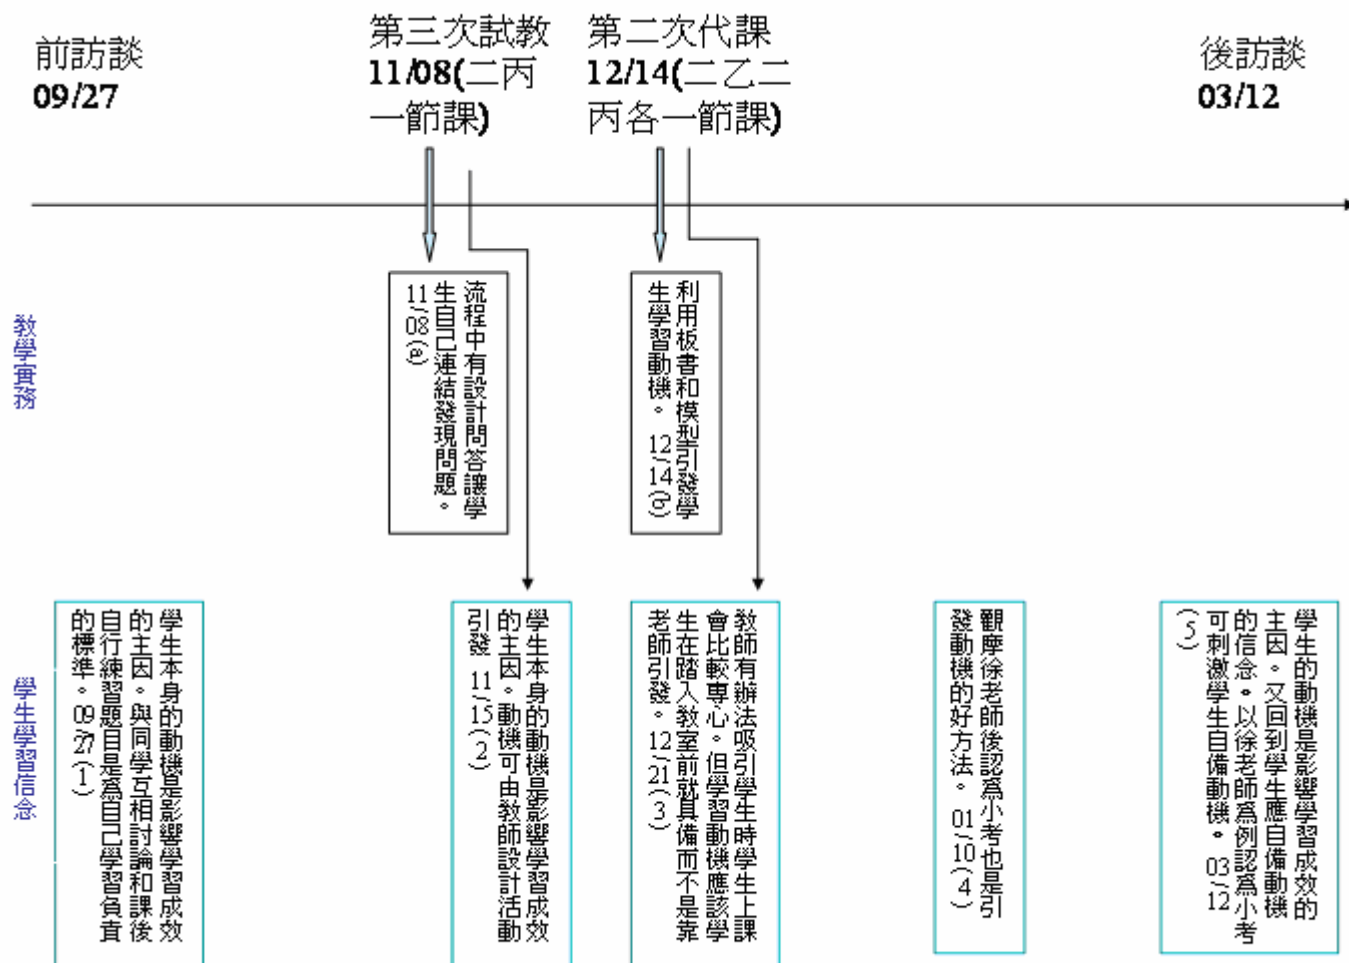 前訪談
09/27
第三次試教
11/08(二丙
一節課)
第二次代課
12/14(二乙二
丙各一節課)
後訪談
03/12
教學實務
流程中有設計問答讓學
生自己連結發現問題。
11/08(a)
利用板書和模型引發學
生學習動機。 12/14(b)
學生學習信念
學生本身的動機是影響學習成效
的主因。與同學互相討論和課後
自行練習題目是為自己學習負責
的標準。09/27(1)
學生本身的動機是影響學習成效
的主因。動機可由教師設計活動
引發 11/15(2)
教師有辦法吸引學生時學生上課
會比較專心。但學習動機應該學
生在踏入教室前就具備而不是靠
老師引發。12/21(3)
觀摩徐老師後認為小考也是引
發動機的好方法。 01/10(4)
學生的動機是影響學習成效的
主因。又回到學生應自備動機
的信念。以徐老師為例認為小考
可刺激學生自備動機。 03/12
(5)